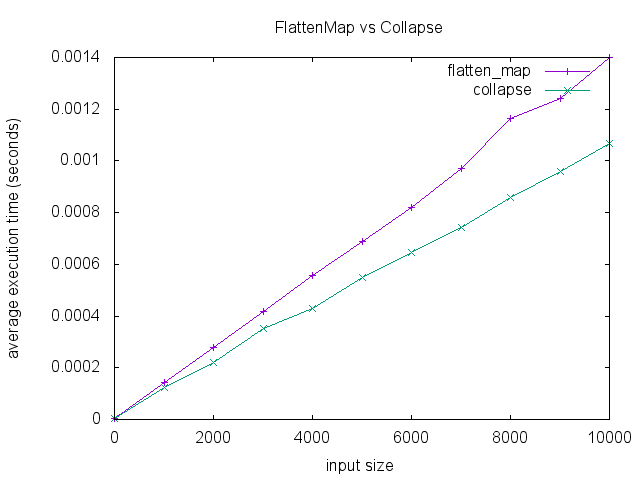 FlattenMap vs Collapse
0.0014
0.0012
0.001
0.0008
0.0006
0.0004
0.0002
0
average execution time (seconds)
flatten_map
collapse
0 2000 4000 6000 8000 10000
input size